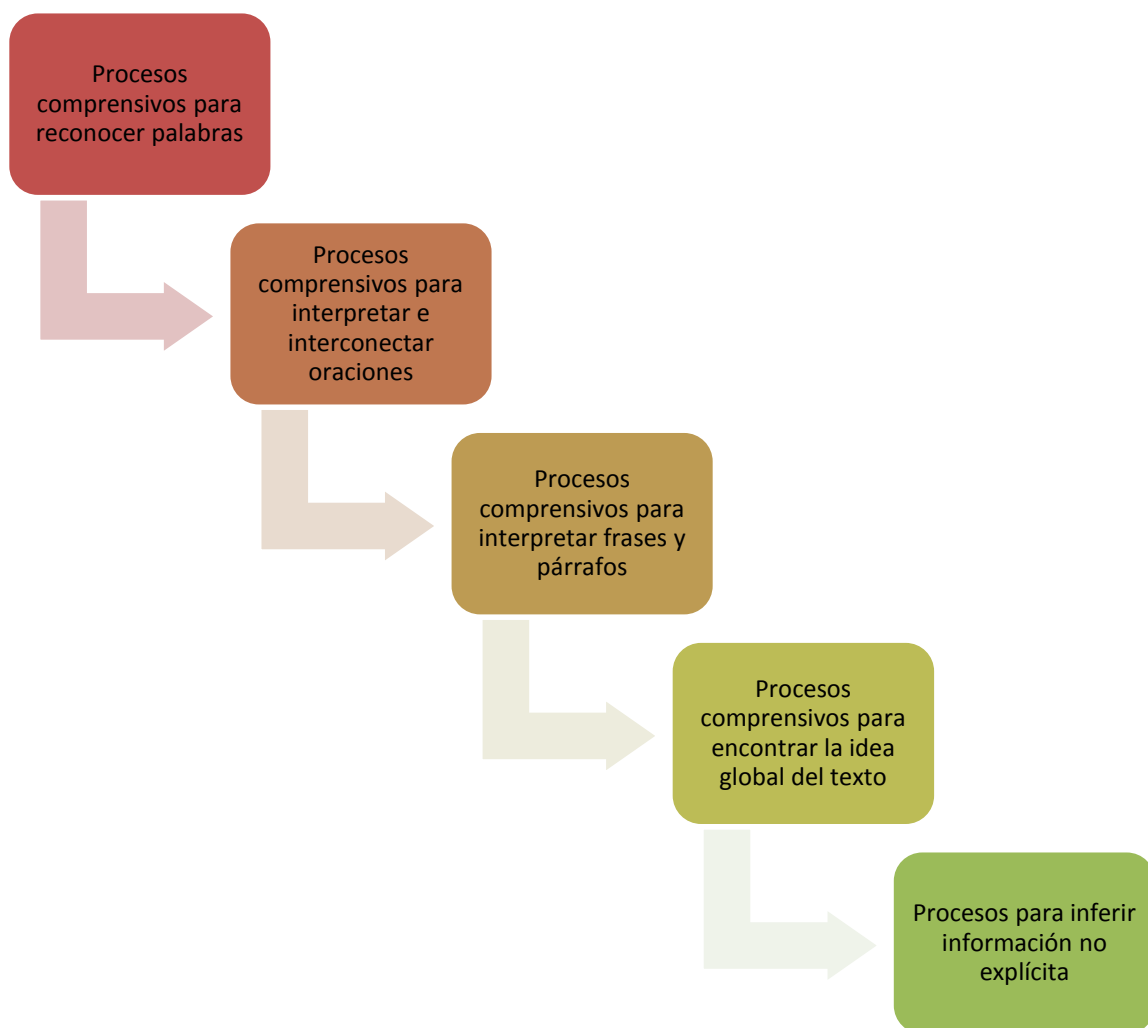 Procesos
comprensivos para
reconocer palabras
Procesos
comprensivos para
interpretar e
interconectar
oraciones
Procesos
comprensivos para
interpretar frases y
párrafos
Procesos
comprensivos para
encontrar la idea
global del texto
Procesos para inferir
información no
explícita